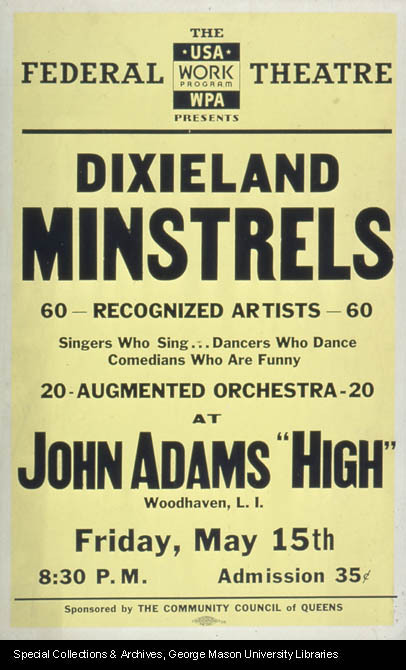 THE
FEDERAL THEATRE
USA
WORK
PROGRAM
WPA
PRESENTS
DIXIELAND
MINSTRELS
60 — RECOGNIZED ARTISTS — 60
Singers Who Sing... Dancers Who Dance
Comedians Who Are Funny
20-AUGMENTED ORCHESTRA-20
AT
JOHN ADAMS "HIGH"
Woodhaven, L. I.
Friday, May 15th
8:30 P. M. Admission 35¢
Sponsored by THE COMMUNITY COUNCIL of QUEENS
Special Collections & Archives, George Mason University Libraries